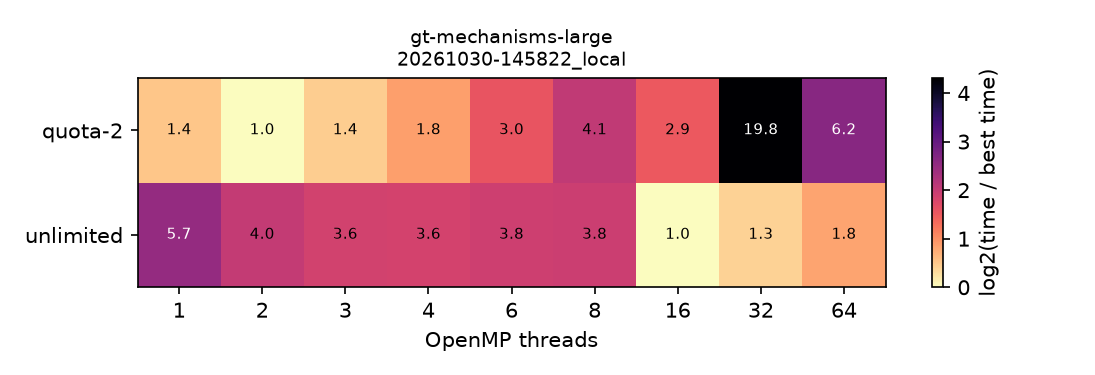 gt-mechanisms-large
20261030-145822_local
quota-2 1.4 1.0 1.4 1.8 3.0 4.1 2.9 19.8 6.2
unlimited 5.7 4.0 3.6 3.6 3.8 3.8 1.0 1.3 1.8
1 2 3 4 6 8 16 32 64
OpenMP threads
4
3
2
1
0
log2(time / best time)